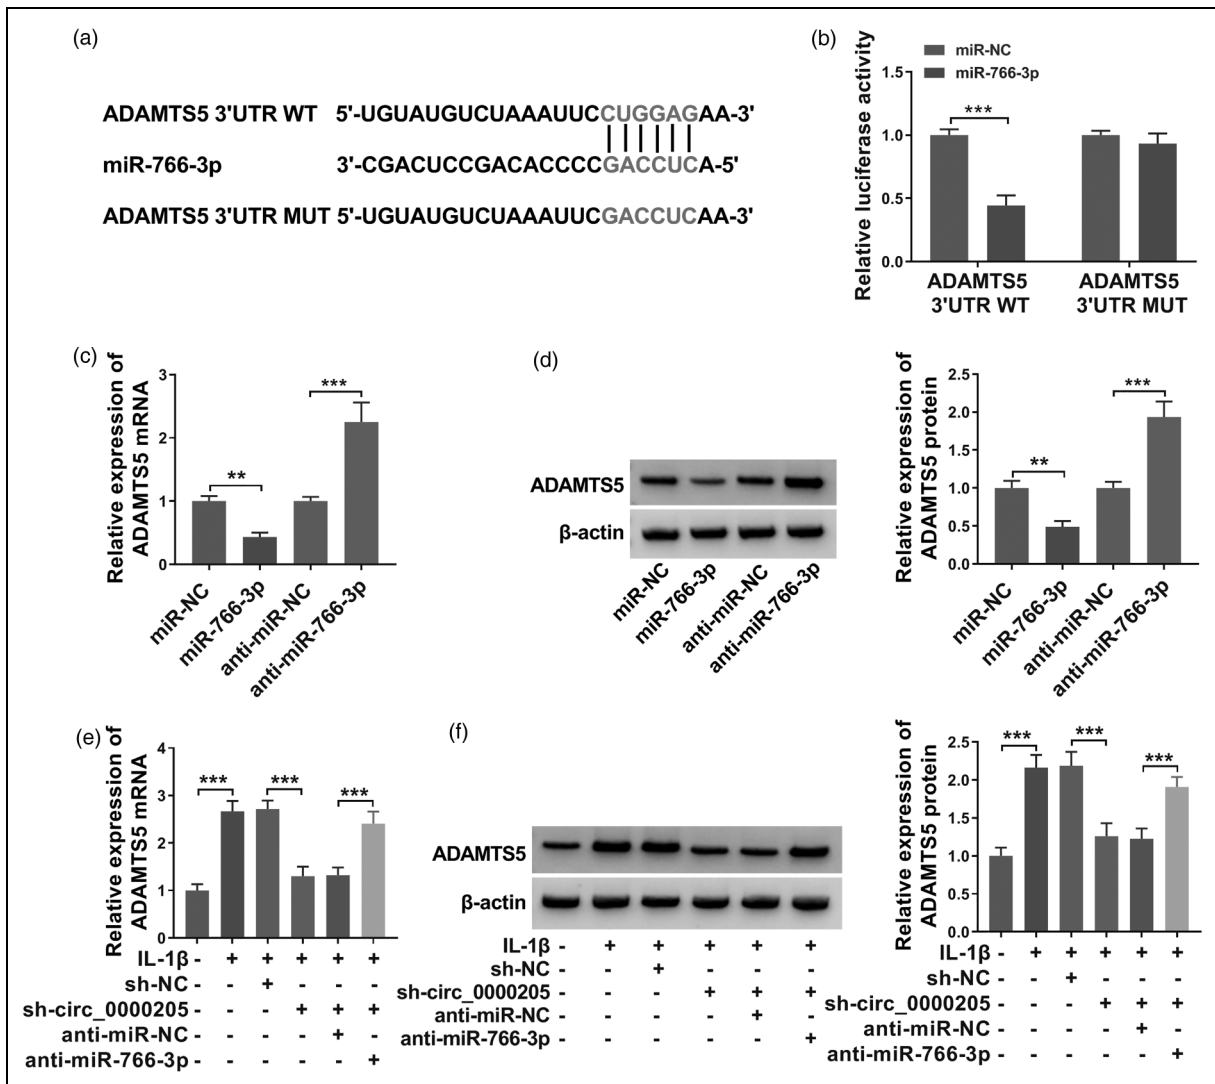 (a)
ADAMTS5 3'UTR WT 5'-UGUAUGUCUAAAUUCCUGGAGAA-3'
miR-766-3p 3'-CGACUCCGACACCCCGACCUCA-5'
ADAMTS5 3'UTR MUT 5'-UGUAUGUCUAAAUUCGACCUCAA-3'
(b)
Relative luciferase activity
miR-NC
miR-766-3p
1.5
1.0
0.5
0.0
***
ADAMTS5 3'UTR WT
ADAMTS5 3'UTR MUT
(c)
Relative expression of
ADAMTS5 mRNA
3
2
1
0
**
***
miR-NC
miR-766-3p
anti-miR-NC
anti-miR-766-3p
(d)
ADAMTS5
β-actin
miR-NC
miR-766-3p
anti-miR-NC
anti-miR-766-3p
Relative expression of
ADAMTS5 protein
2.5
2.0
1.5
1.0
0.5
0.0
**
***
miR-NC
miR-766-3p
anti-miR-NC
anti-miR-766-3p
(e)
Relative expression of
ADAMTS5 mRNA
4
3
2
1
0
***
***
***
IL-1β - + + + + +
sh-NC - - + - - -
sh-circ_0000205 - - - + + +
anti-miR-NC - - - - + -
anti-miR-766-3p - - - - - +
(f)
ADAMTS5
β-actin
IL-1β - + + + + +
sh-NC - - + - - -
sh-circ_0000205 - - - + + +
anti-miR-NC - - - - + -
anti-miR-766-3p - - - - - +
Relative expression of
ADAMTS5 protein
2.5
2.0
1.5
1.0
0.5
0.0
***
***
***
IL-1β - + + + + +
sh-NC - - + - - -
sh-circ_0000205 - - - + + +
anti-miR-NC - - - - + -
anti-miR-766-3p - - - - - +